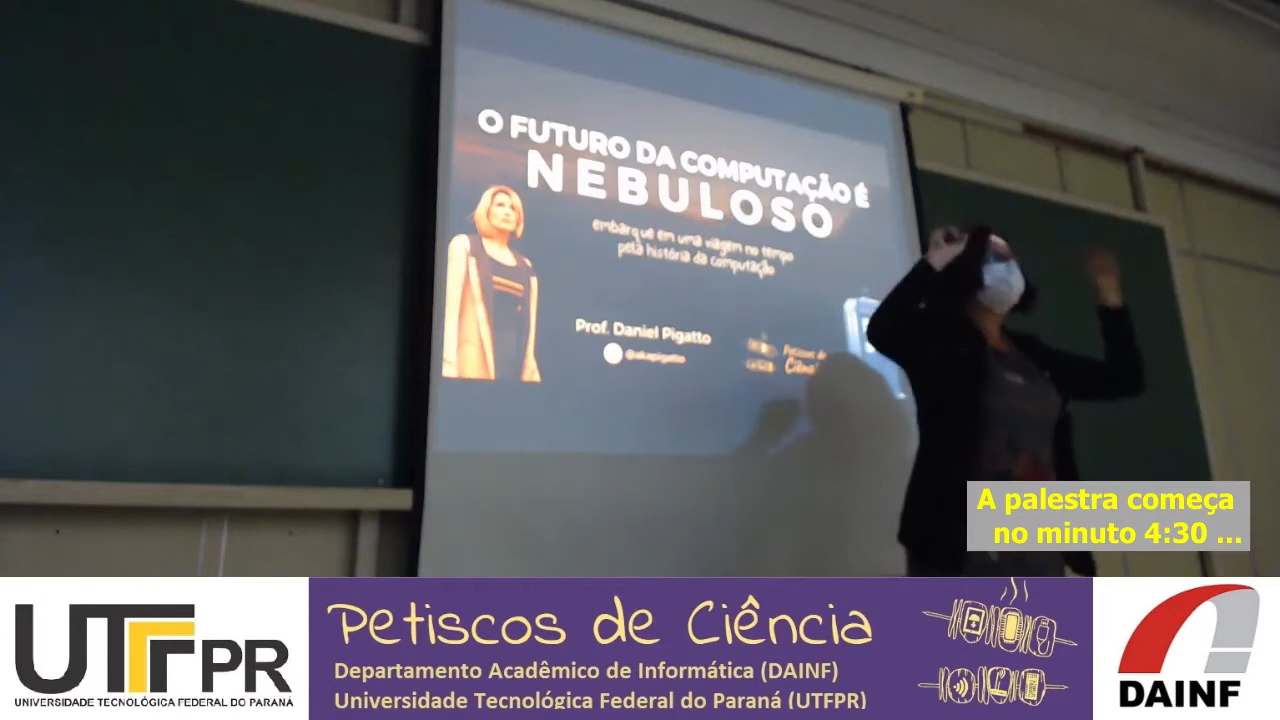 O FUTURO DA COMPUTAÇÃO É
NEBULOSO
embarque em uma viagem no tempo
pela história da computação
Prof. Daniel Pigatto
Petiscos de
A palestra começa
no minuto 4:30 ...
UTFPR
UNIVERSIDADE TECNOLÓGICA FEDERAL DO PARANÁ
Petiscos de Ciência
Departamento Acadêmico de Informática (DAINF)
Universidade Tecnológica Federal do Paraná (UTFPR)
DAINF